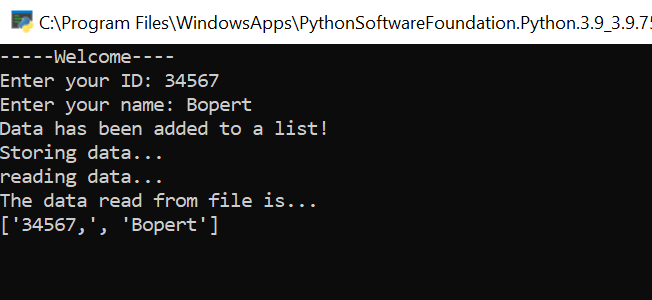 C:\Program Files\WindowsApps\PythonSoftwareFoundation.Python.3.9_3.9.75
-----Welcome----
Enter your ID: 34567
Enter your name: Bopert
Data has been added to a list!
Storing data...
reading data...
The data read from file is...
['34567,', 'Bopert']